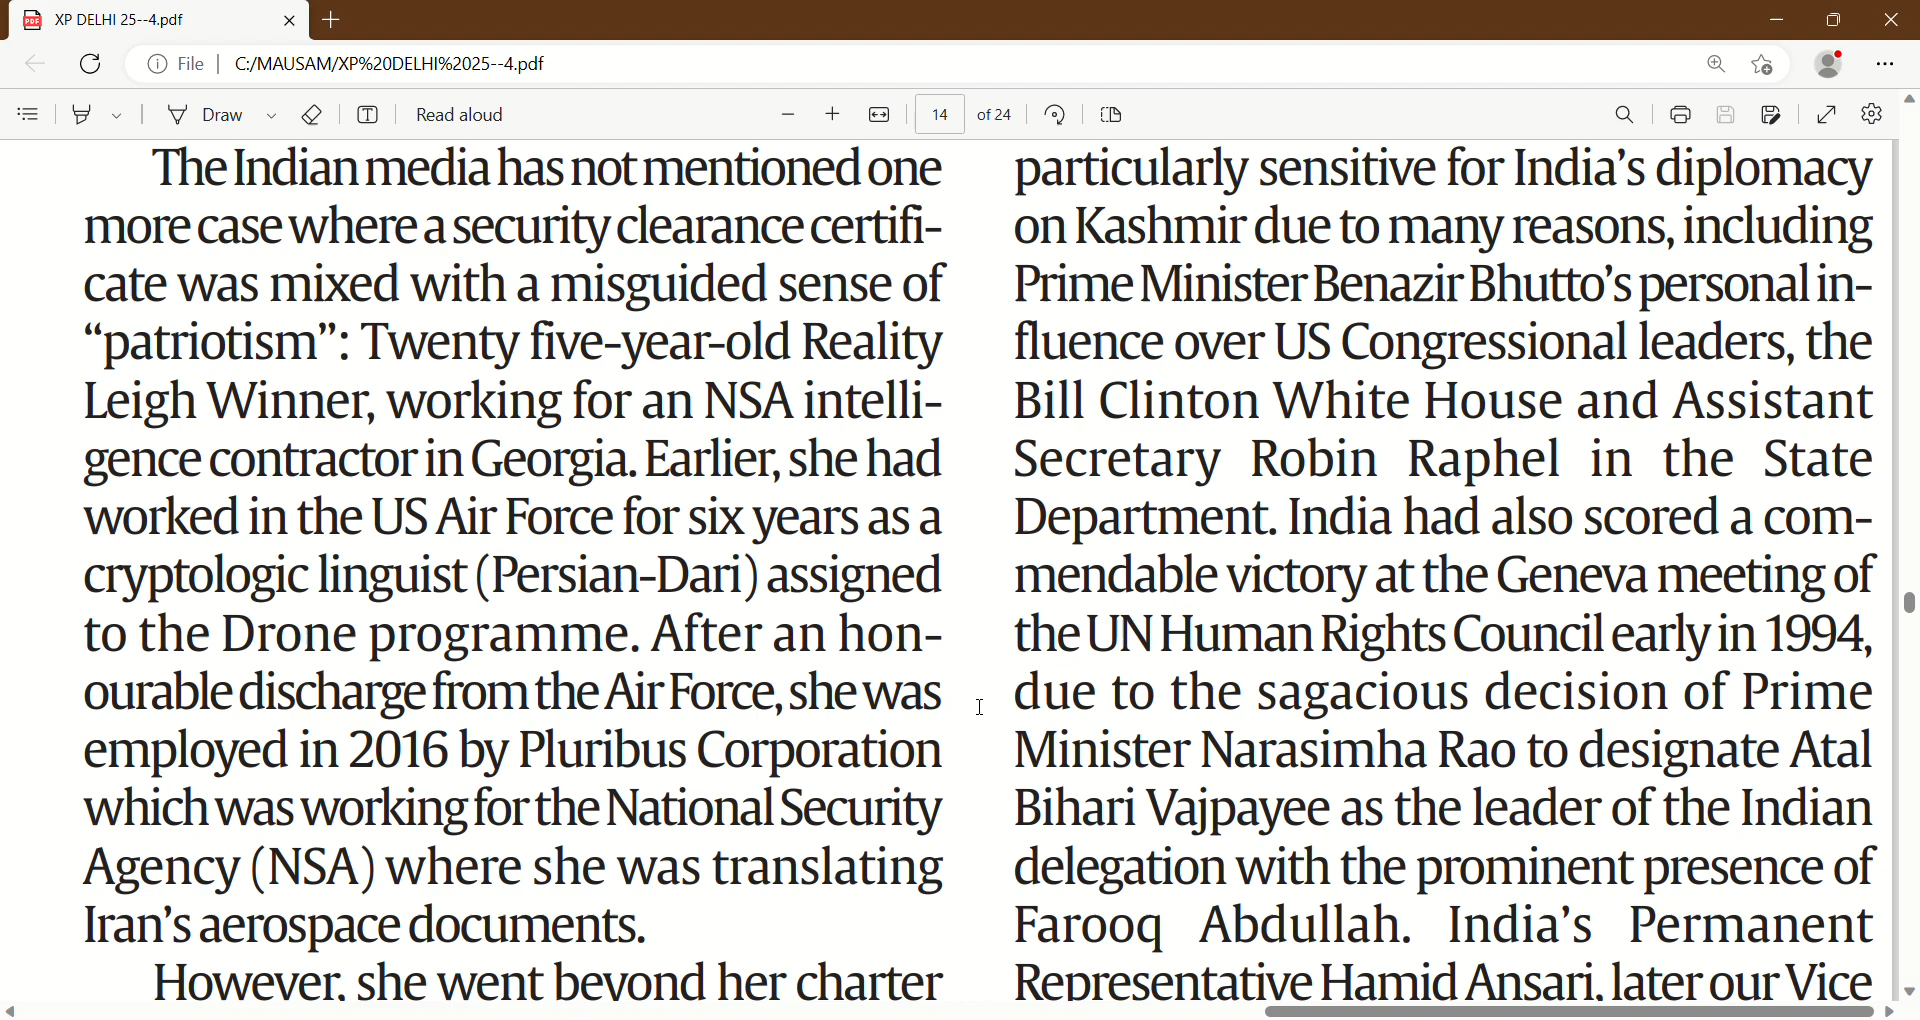 XP DELHI 25--4.pdf
File
C:/MAUSAM/XP%20DELHI%2025--4.pdf
Draw
Read aloud
14
of 24
The Indian media has not mentioned one
more case where a security clearance certifi-
cate was mixed with a misguided sense of
“patriotism”: Twenty five-year-old Reality
Leigh Winner, working for an NSA intelli-
gence contractor in Georgia. Earlier, she had
worked in the US Air Force for six years as a
cryptologic linguist (Persian-Dari) assigned
to the Drone programme. After an hon-
ourable discharge from the Air Force, she was
employed in 2016 by Pluribus Corporation
which was working for the National Security
Agency (NSA) where she was translating
Iran’s aerospace documents.
However, she went beyond her charter
particularly sensitive for India’s diplomacy
on Kashmir due to many reasons, including
Prime Minister Benazir Bhutto’s personal in-
fluence over US Congressional leaders, the
Bill Clinton White House and Assistant
Secretary Robin Raphel in the State
Department. India had also scored a com-
mendable victory at the Geneva meeting of
the UN Human Rights Council early in 1994,
due to the sagacious decision of Prime
Minister Narasimha Rao to designate Atal
Bihari Vajpayee as the leader of the Indian
delegation with the prominent presence of
Farooq Abdullah. India’s Permanent
Representative Hamid Ansari, later our Vice